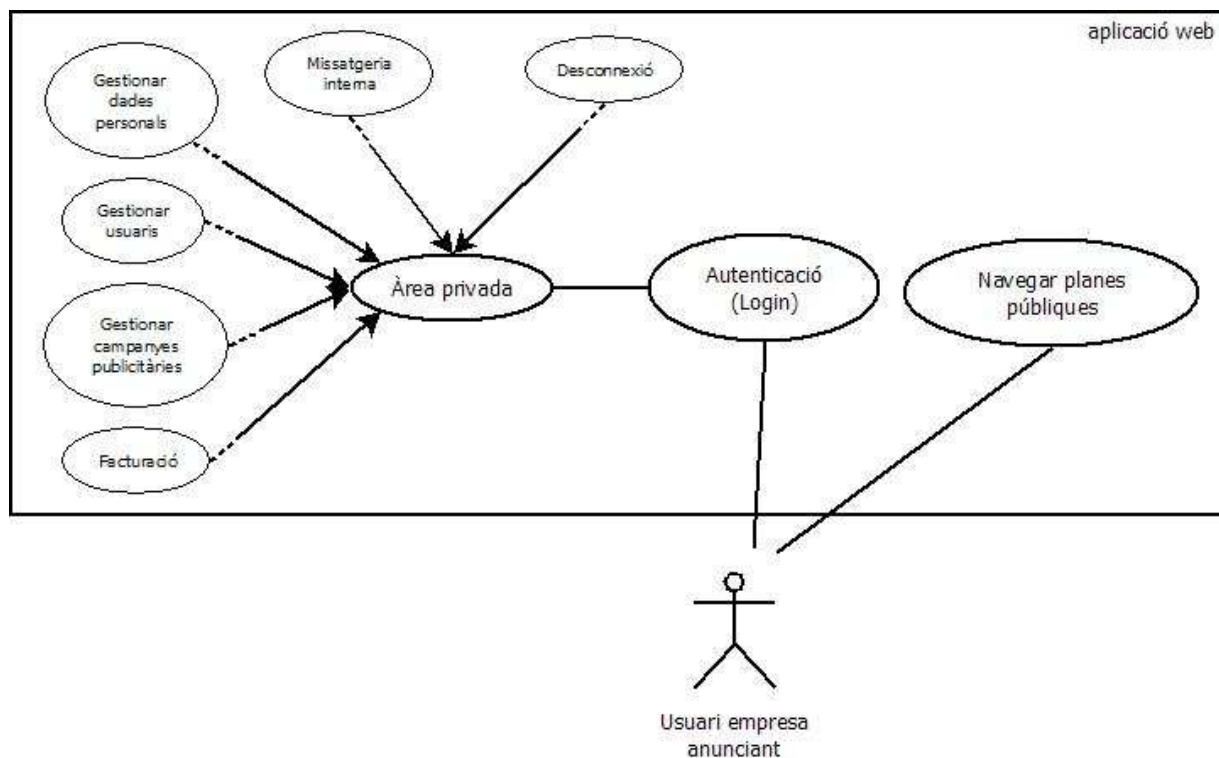 aplicació web
Gestionar
dades
personals
Missatgeria
interna
Desconnexió
Gestionar
usuaris
Àrea privada
Autenticació
(Login)
Navegar planes
públiques
Gestionar
campanyes
publicitàries
Facturació
Usuari empresa
anunciant